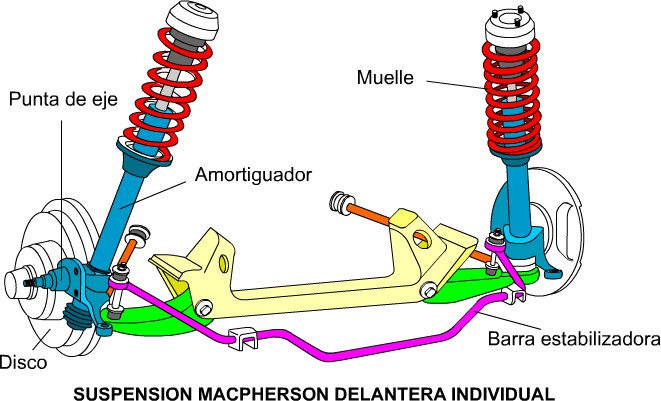 Punta de eje
Muelle
Amortiguador
Barra estabilizadora
Disco
SUSPENSION MACPHERSON DELANTERA INDIVIDUAL